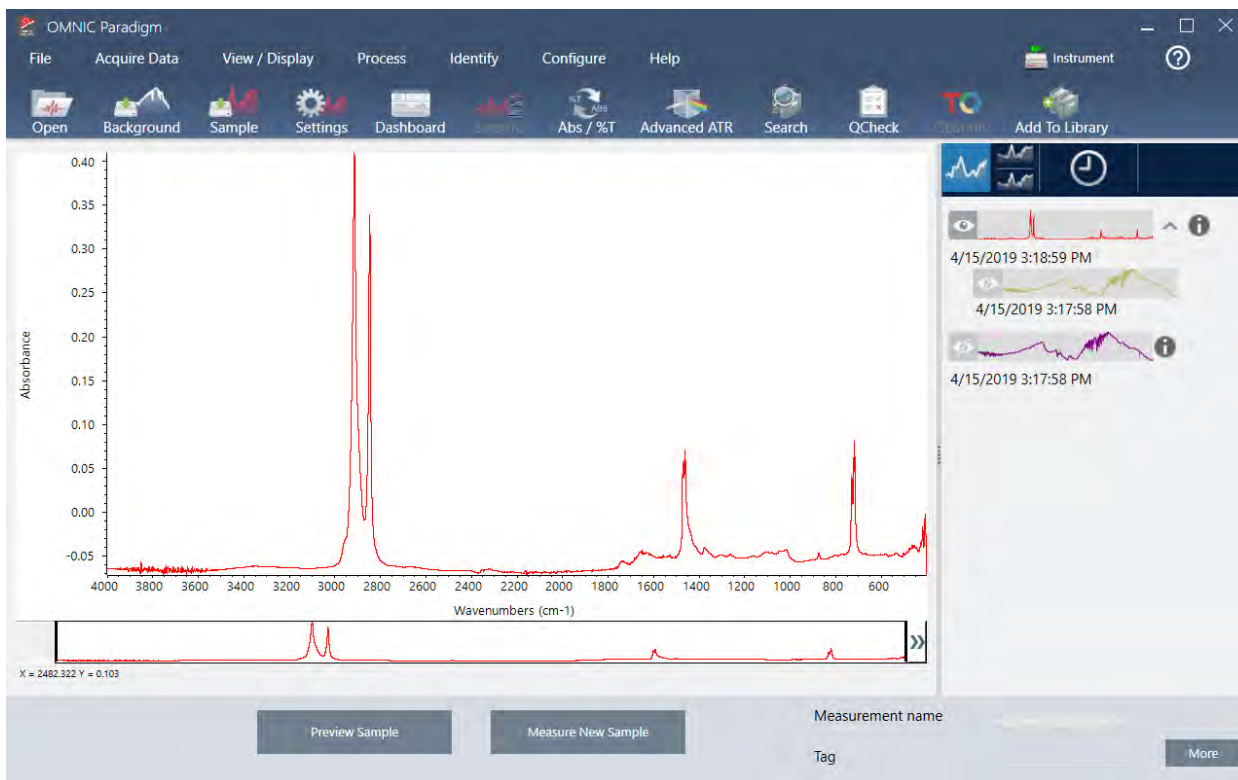 OMNIC Paradigm
File Acquire Data View / Display Process Identify Configure Help Instrument ?
Open Background Sample Settings Dashboard Abs / %T Advanced ATR Search QCheck Add To Library
%T ABS
TQ
0.40
0.35
0.30
0.25
0.20
0.15
0.10
0.05
0.00
-0.05
Absorbance
4000 3800 3600 3400 3200 3000 2800 2600 2400 2200 2000 1800 1600 1400 1200 1000 800 600
Wavenumbers (cm-1)
X = 2482.322 Y = 0.103
4/15/2019 3:18:59 PM
4/15/2019 3:17:58 PM
4/15/2019 3:17:58 PM
Preview Sample
Measure New Sample
Measurement name
Tag
More